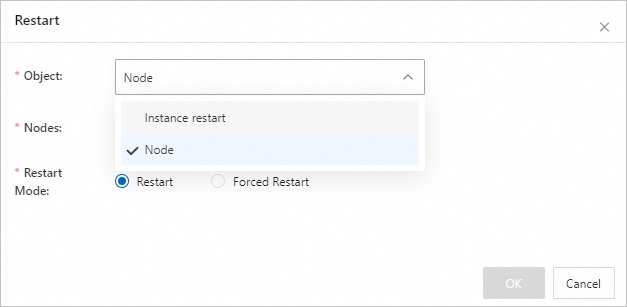 Restart
* Object:
Node
Instance restart
* Nodes:
Node
* Restart
Mode:
Restart
Forced Restart
OK
Cancel